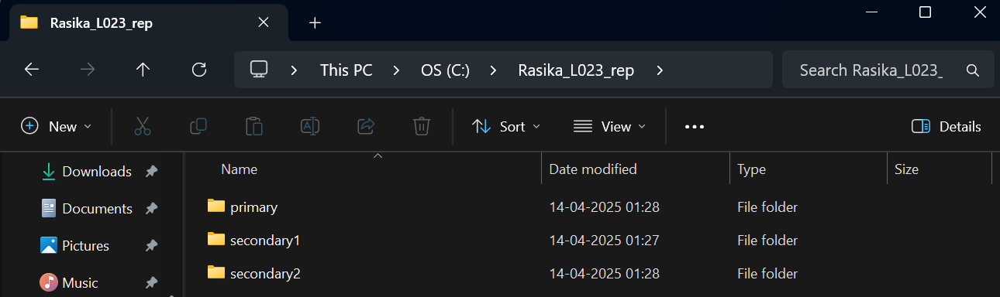 Rasika_L023_rep
This PC OS (C:) Rasika_L023_rep Search Rasika_L023_
New Sort View Details
Downloads
Documents
Pictures
Music
Name Date modified Type Size
primary 14-04-2025 01:28 File folder
secondary1 14-04-2025 01:27 File folder
secondary2 14-04-2025 01:28 File folder